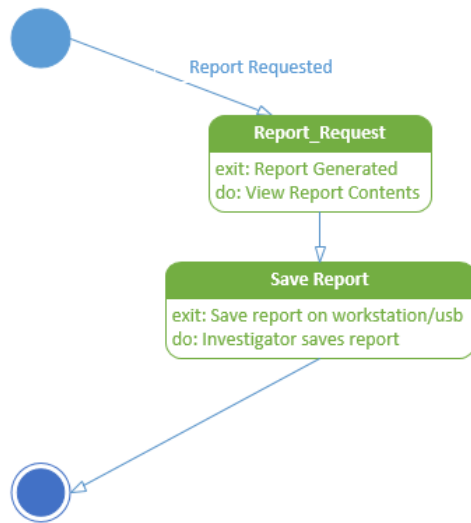 Report Requested
Report_Request
exit: Report Generated
do: View Report Contents
Save Report
exit: Save report on workstation/usb
do: Investigator saves report